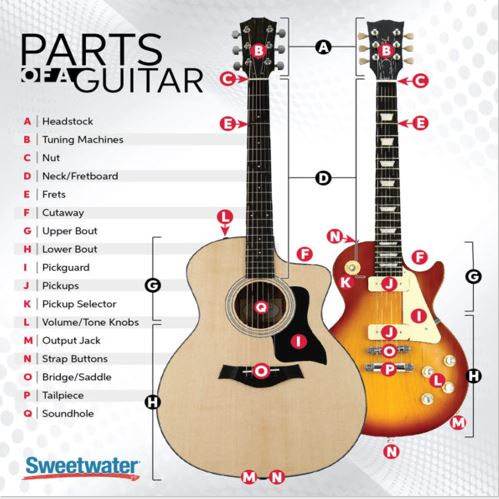 PARTS
OF A GUITAR
A | Headstock
B | Tuning Machines
C | Nut
D | Neck/Fretboard
E | Frets
F | Cutaway
G | Upper Bout
H | Lower Bout
I | Pickguard
J | Pickups
K | Pickup Selector
L | Volume/Tone Knobs
M | Output Jack
N | Strap Buttons
O | Bridge/Saddle
P | Tailpiece
Q | Soundhole
Sweetwater®
B A B
C C
E E
D
L N
F F
G K J G
Q I
I J
O O
P
H L H
M
N
M N